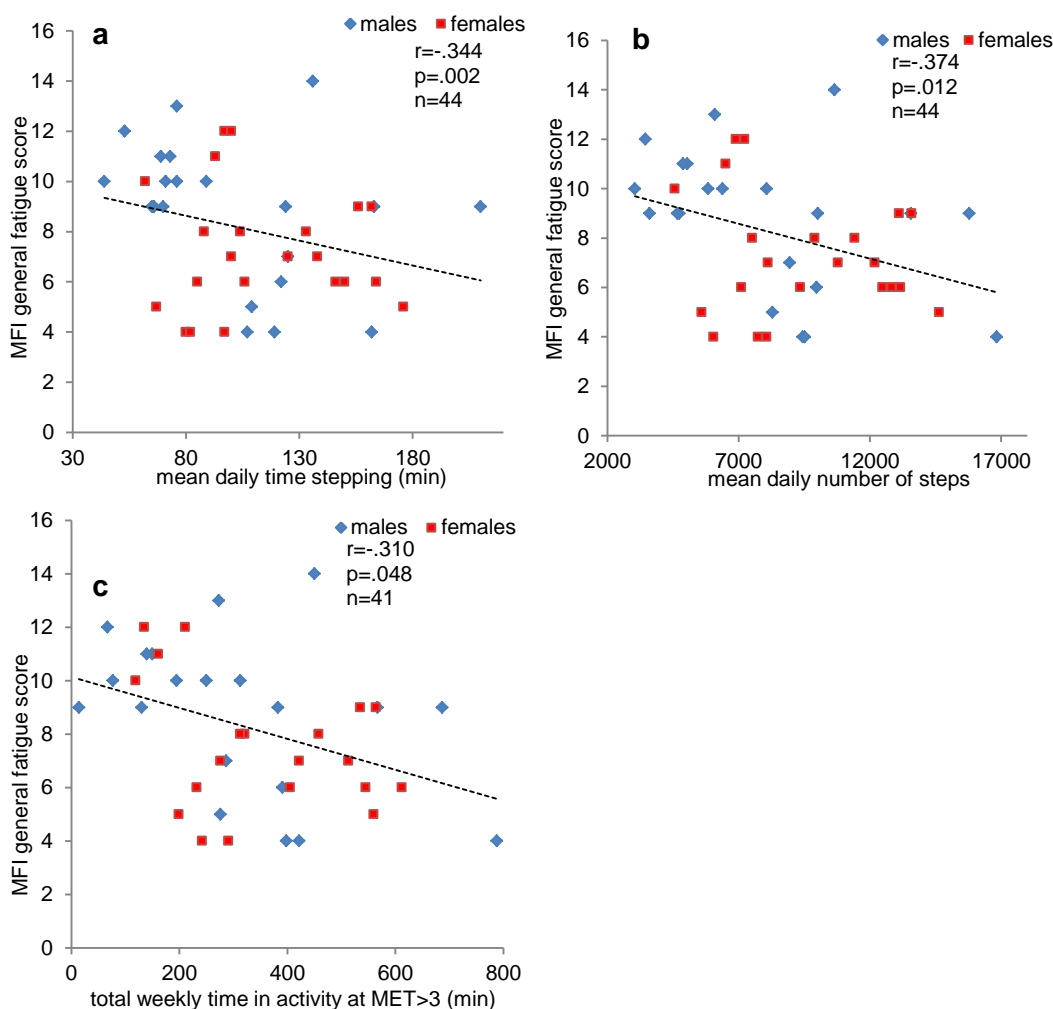 a
males females
r=-.344
p=.002
n=44
MFI general fatigue score
16
14
12
10
8
6
4
2
0
30 80 130 180
mean daily time stepping (min)
b
males females
r=-.374
p=.012
n=44
MFI general fatigue score
16
14
12
10
8
6
4
2
0
2000 7000 12000 17000
mean daily number of steps
c
males females
r=-.310
p=.048
n=41
MFI general fatigue score
16
14
12
10
8
6
4
2
0
0 200 400 600 800
total weekly time in activity at MET>3 (min)